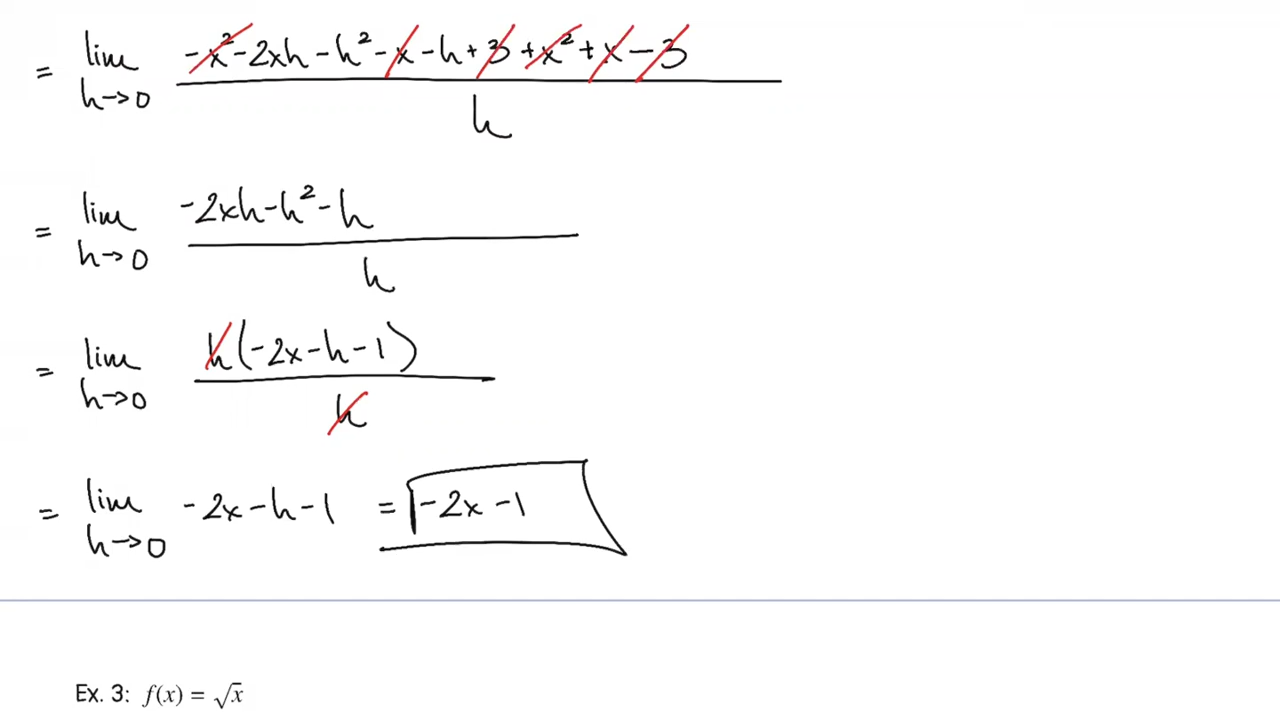 = lim h→0 (-x² - 2xh - h² - x - h + 3 + x² + x - 3) / h
= lim h→0 (-2xh - h² - h) / h
= lim h→0 h(-2x - h - 1) / h
= lim h→0 -2x - h - 1 = -2x - 1
Ex. 3: f(x) = √x